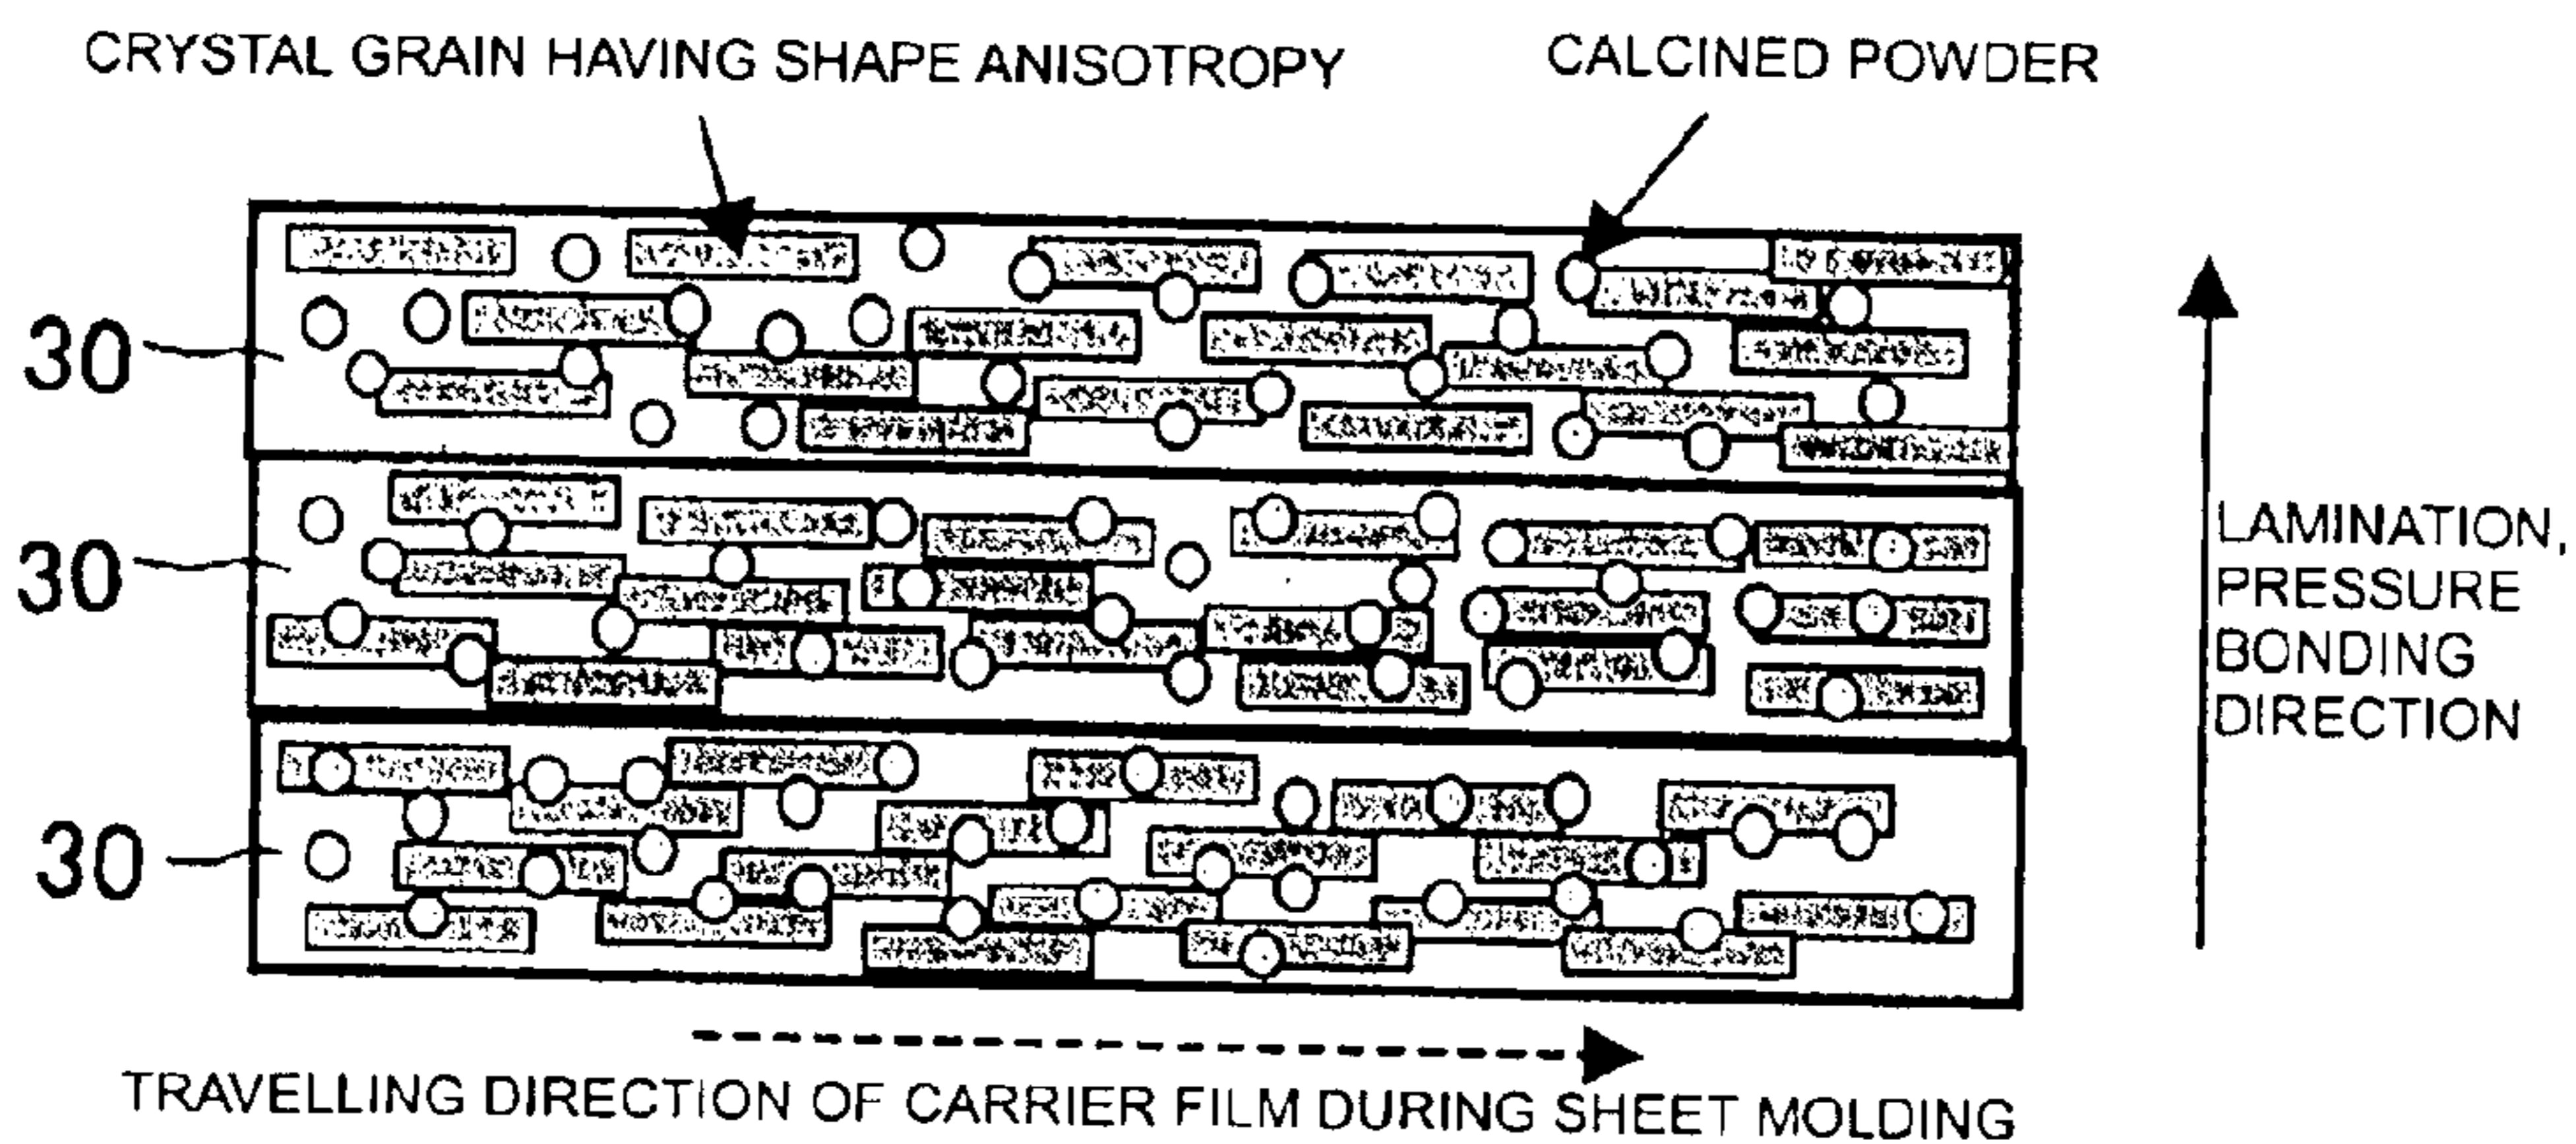 CRYSTAL GRAIN HAVING SHAPE ANISOTROPY
CALCINED POWDER
30
30
30
LAMINATION,
PRESSURE
BONDING
DIRECTION
TRAVELLING DIRECTION OF CARRIER FILM DURING SHEET MOLDING